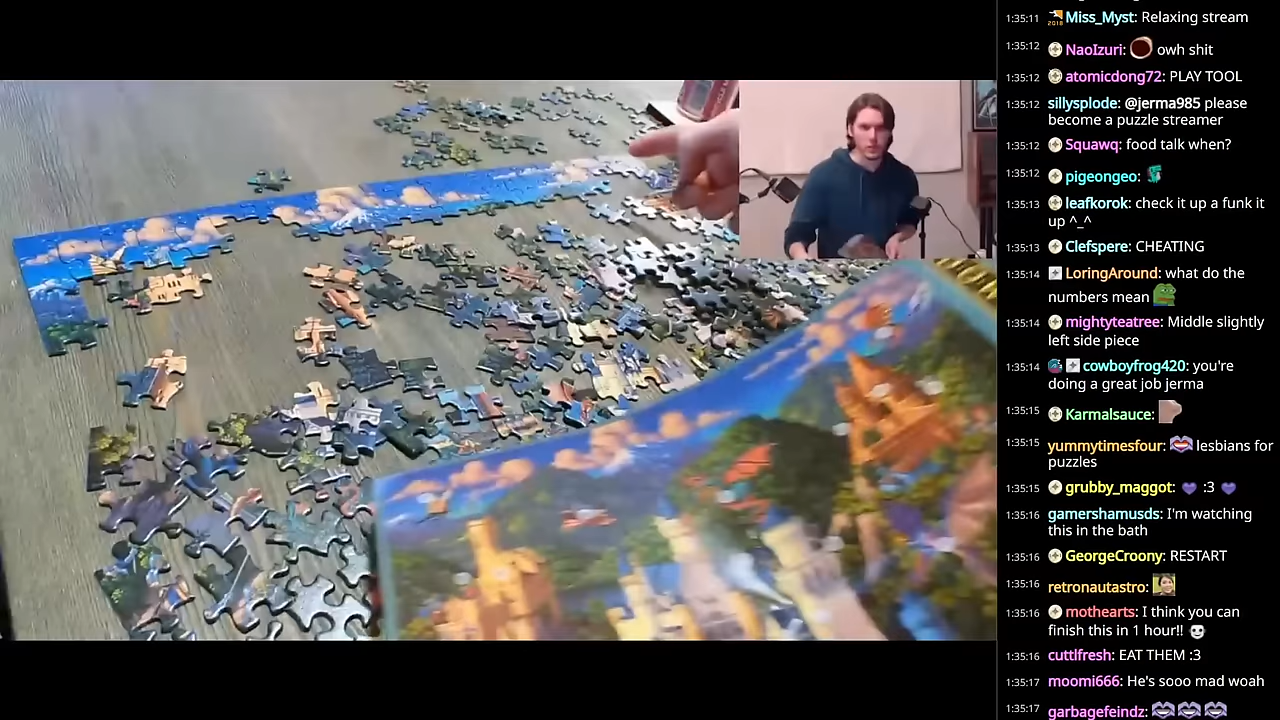 1:35:11 2018 Miss_Myst: Relaxing stream
1:35:12 NaoIzuri: owh shit
1:35:12 atomicdong72: PLAY TOOL
1:35:12 sillysplode: @jerma985 please
become a puzzle streamer
1:35:12 Squawq: food talk when?
1:35:12 pigeongeo:
1:35:13 leafkorok: check it up a funk it
up ^_^
1:35:13 Clefspere: CHEATING
1:35:14 LoringAround: what do the
numbers mean
1:35:14 mightyteatree: Middle slightly
left side piece
1:35:14 cowboyfrog420: you're
doing a great job jerma
1:35:15 Karmalsauce:
1:35:15 yummytimesfour: lesbians for
puzzles
1:35:15 grubby_maggot: :3
1:35:16 gamershamusds: I'm watching
this in the bath
1:35:16 GeorgeCroony: RESTART
1:35:16 retronautastro:
1:35:16 mothearts: I think you can
finish this in 1 hour!!
1:35:16 cuttlfresh: EAT THEM :3
1:35:17 moomi666: He's sooo mad woah
1:35:17 garbagefeindz: